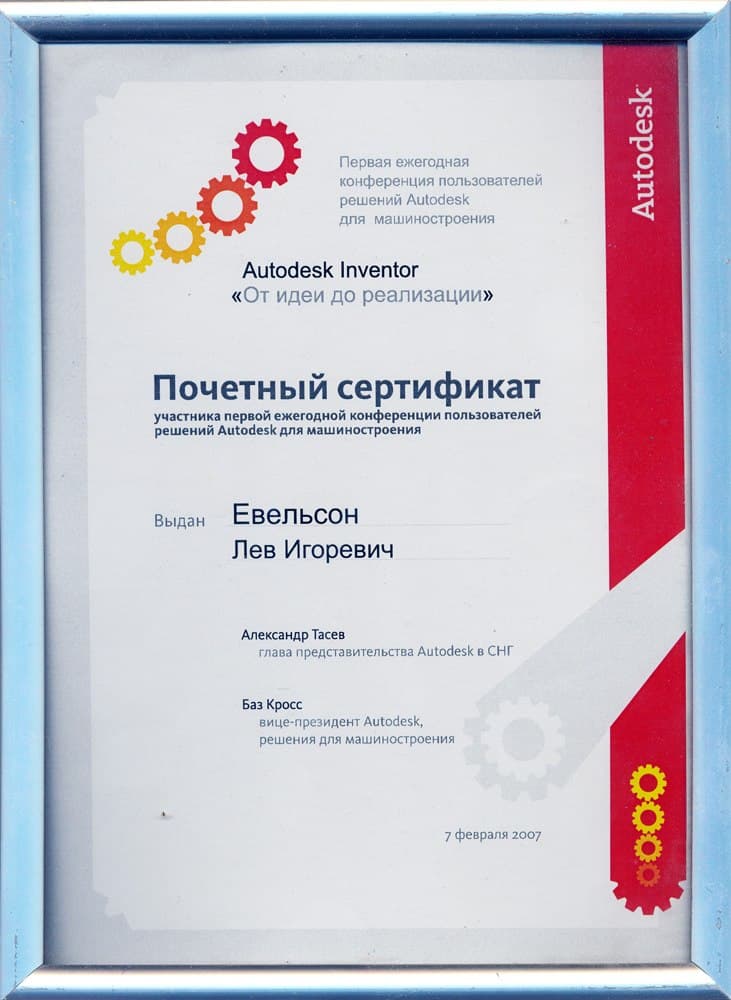 Autodesk
Первая ежегодная
конференция пользователей
решений Autodesk
для машиностроения
Autodesk Inventor
«От идеи до реализации»
Почетный сертификат
участника первой ежегодной конференции пользователей
решений Autodesk для машиностроения
Выдан Евельсон
Лев Игоревич
Александр Тасев
глава представительства Autodesk в СНГ
Баз Кросс
вице-президент Autodesk,
решения для машиностроения
7 февраля 2007